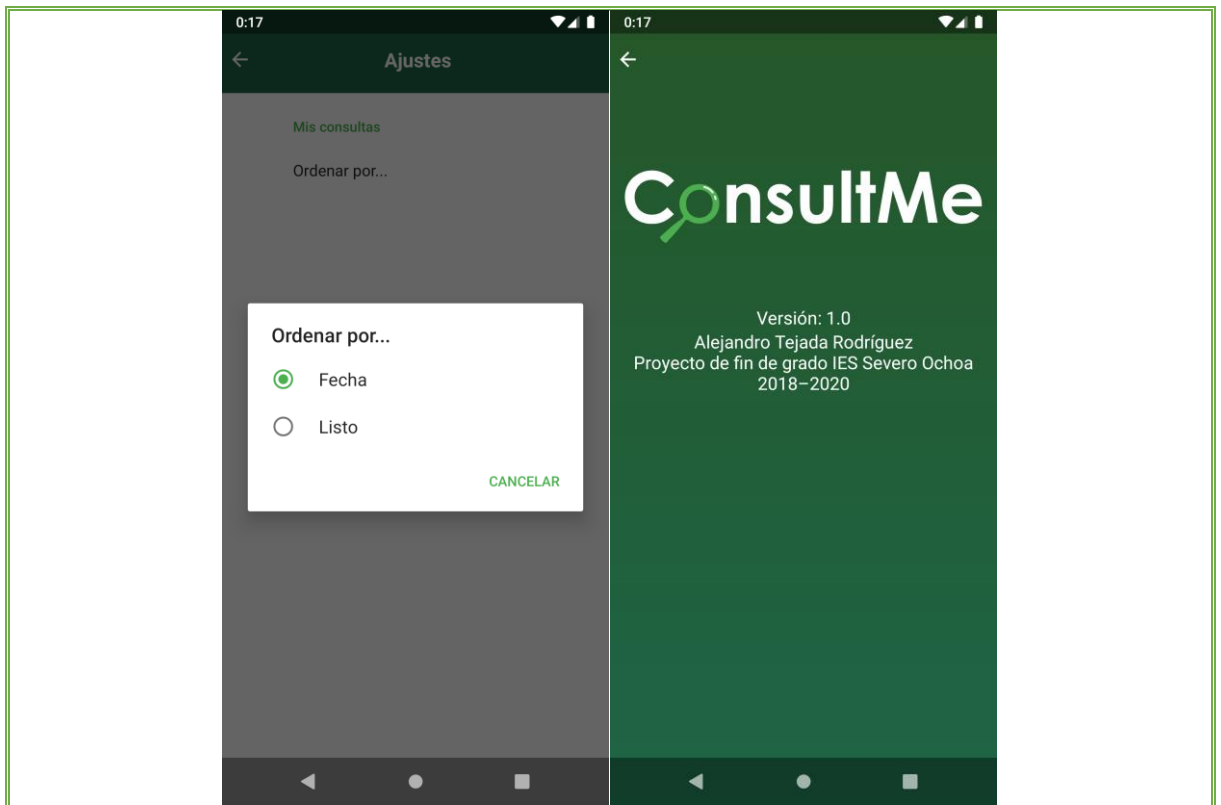 0:17
Ajustes
Mis consultas
Ordenar por...
Ordenar por...
Fecha
Listo
CANCELAR
0:17
ConsultMe
Versión: 1.0
Alejandro Tejada Rodríguez
Proyecto de fin de grado IES Severo Ochoa
2018–2020